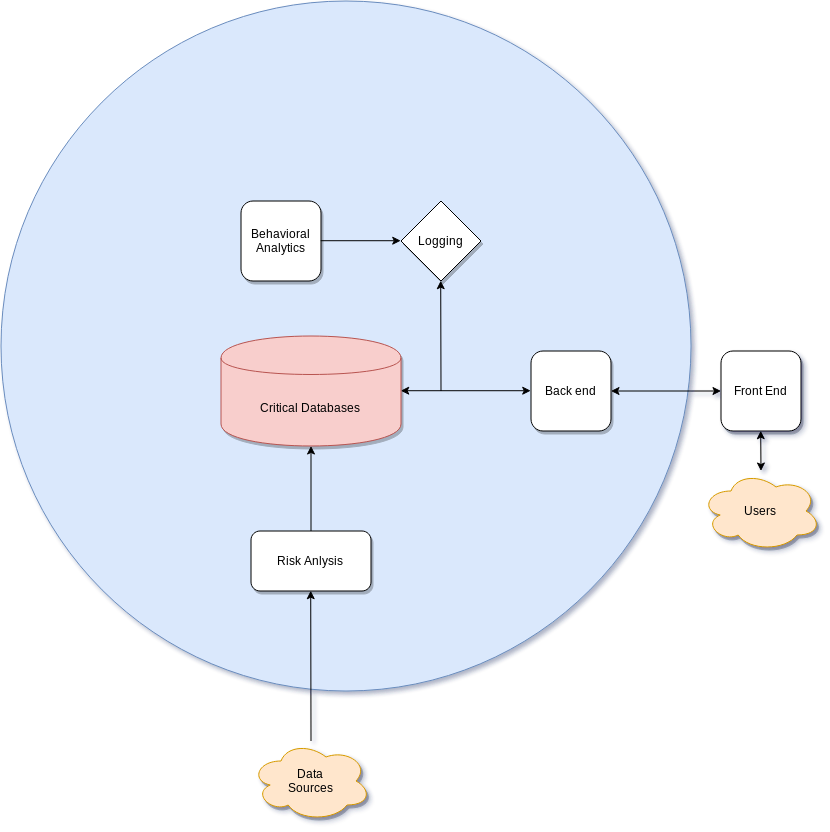 Behavioral
Analytics
Logging
Critical Databases
Back end
Front End
Users
Risk Anlysis
Data
Sources